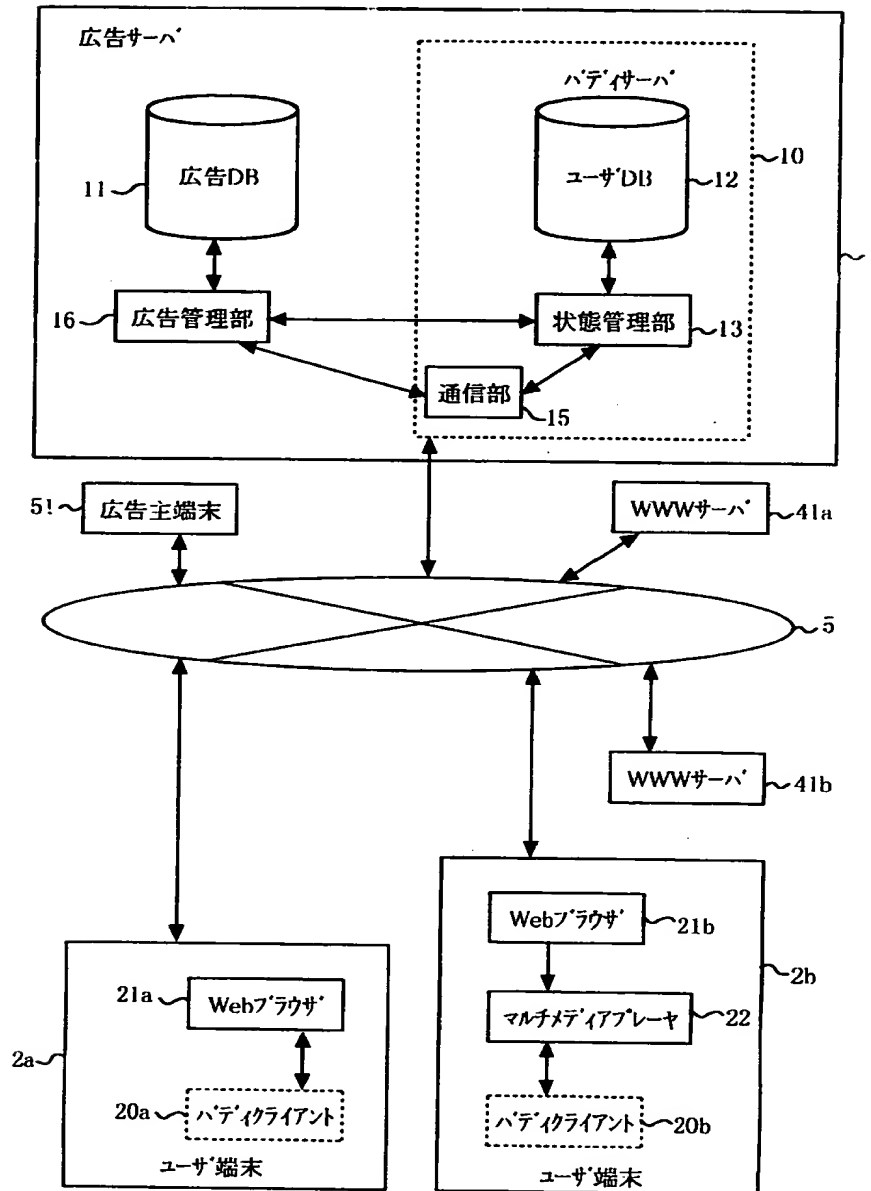 広告サーバ
バディサーバ
10
11
広告DB
ユーザDB
12
16
広告管理部
状態管理部
13
通信部
15
51
広告主端末
WWWサーバ
41a
5
WWWサーバ
41b
Webブラウザ
21b
2b
21a
Webブラウザ
マルチメディアプレーヤ
22
2a
20a
バディクライアント
バディクライアント
20b
ユーザ端末
ユーザ端末